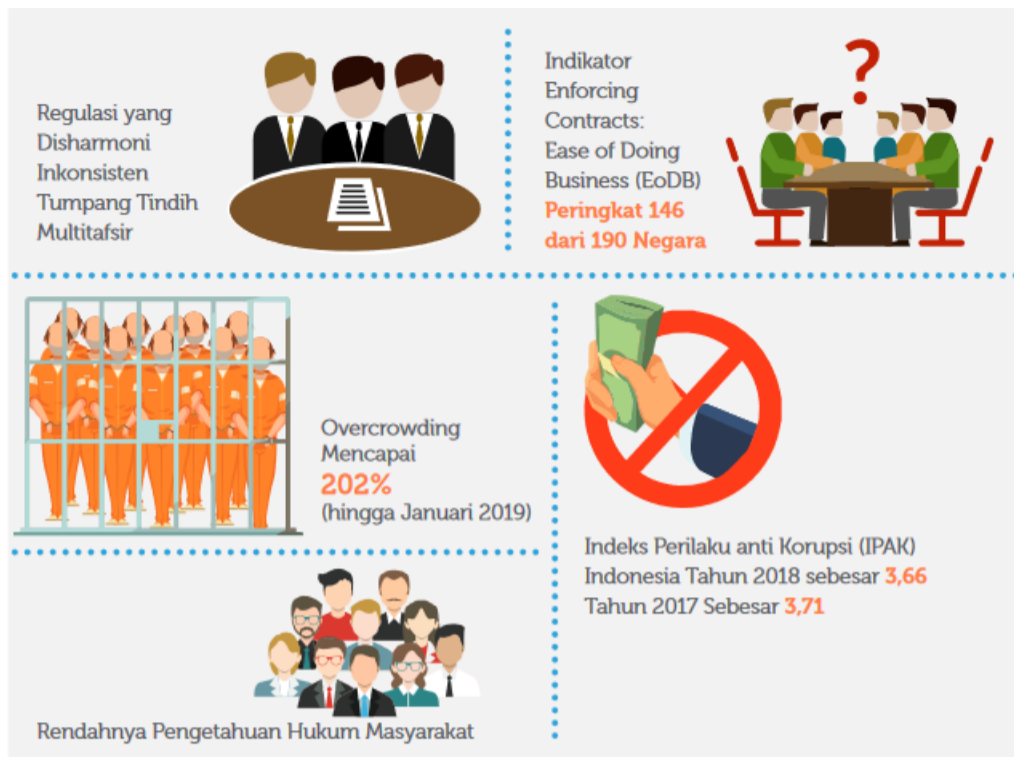 Regulasi yang
Disharmoni
Inkonsisten
Tumpang Tindih
Multitafsir
Indikator
Enforcing
Contracts:
Ease of Doing
Business (EoDB)
Peringkat 146
dari 190 Negara
?
Overcrowding
Mencapai
202%
(hingga Januari 2019)
Indeks Perilaku anti Korupsi (IPAK)
Indonesia Tahun 2018 sebesar 3,66
Tahun 2017 Sebesar 3,71
Rendahnya Pengetahuan Hukum Masyarakat